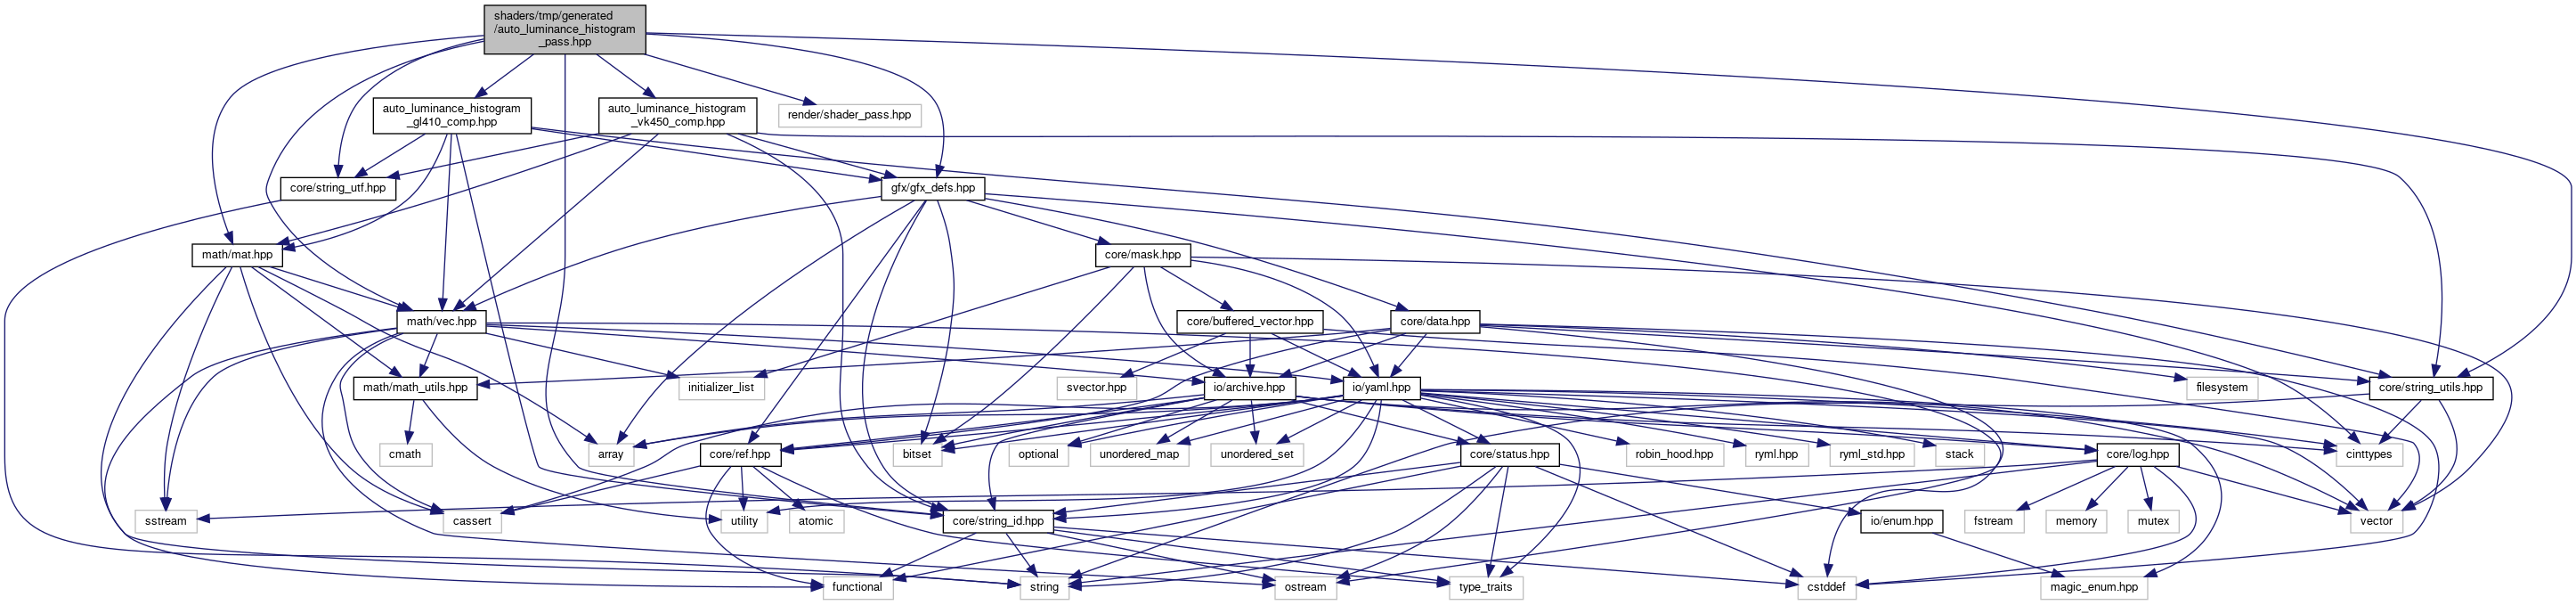 shaders/tmp/generated
/auto_luminance_histogram
_pass.hpp
auto_luminance_histogram
_gl410_comp.hpp
auto_luminance_histogram
_vk450_comp.hpp
render/shader_pass.hpp
core/string_utf.hpp
gfx/gfx_defs.hpp
math/mat.hpp
core/mask.hpp
math/vec.hpp
core/buffered_vector.hpp
core/data.hpp
math/math_utils.hpp
initializer_list
svector.hpp
io/archive.hpp
io/yaml.hpp
filesystem
core/string_utils.hpp
cmath
array
core/ref.hpp
bitset
optional
unordered_map
unordered_set
core/status.hpp
robin_hood.hpp
ryml.hpp
ryml_std.hpp
stack
core/log.hpp
cinttypes
sstream
cassert
utility
atomic
core/string_id.hpp
io/enum.hpp
fstream
memory
mutex
vector
functional
string
ostream
type_traits
cstddef
magic_enum.hpp